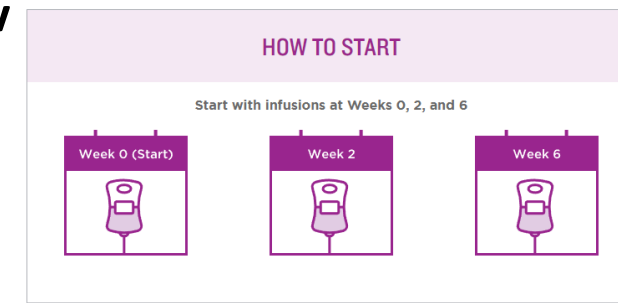 HOW TO START
Start with infusions at Weeks 0, 2, and 6
Week 0 (Start)
Week 2
Week 6